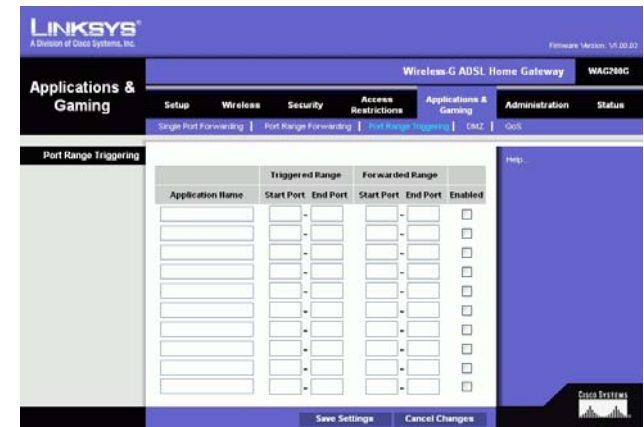 LINKSYS®
A Division of Cisco Systems, Inc.
Firmware Version: V1.00.02
Wireless-G ADSL Home Gateway WAG200G
Applications & Gaming
Setup Wireless Security Access Restrictions Applications & Gaming Administration Status
Single Port Forwarding | Port Range Forwarding | Port Range Triggering | DMZ | QoS
Port Range Triggering
Help...
Triggered Range Forwarded Range
Application Name Start Port End Port Start Port End Port Enabled
-  -
-  -
-  -
-  -
-  -
-  -
-  -
-  -
-  -
-  -
Save Settings Cancel Changes
CISCO SYSTEMS